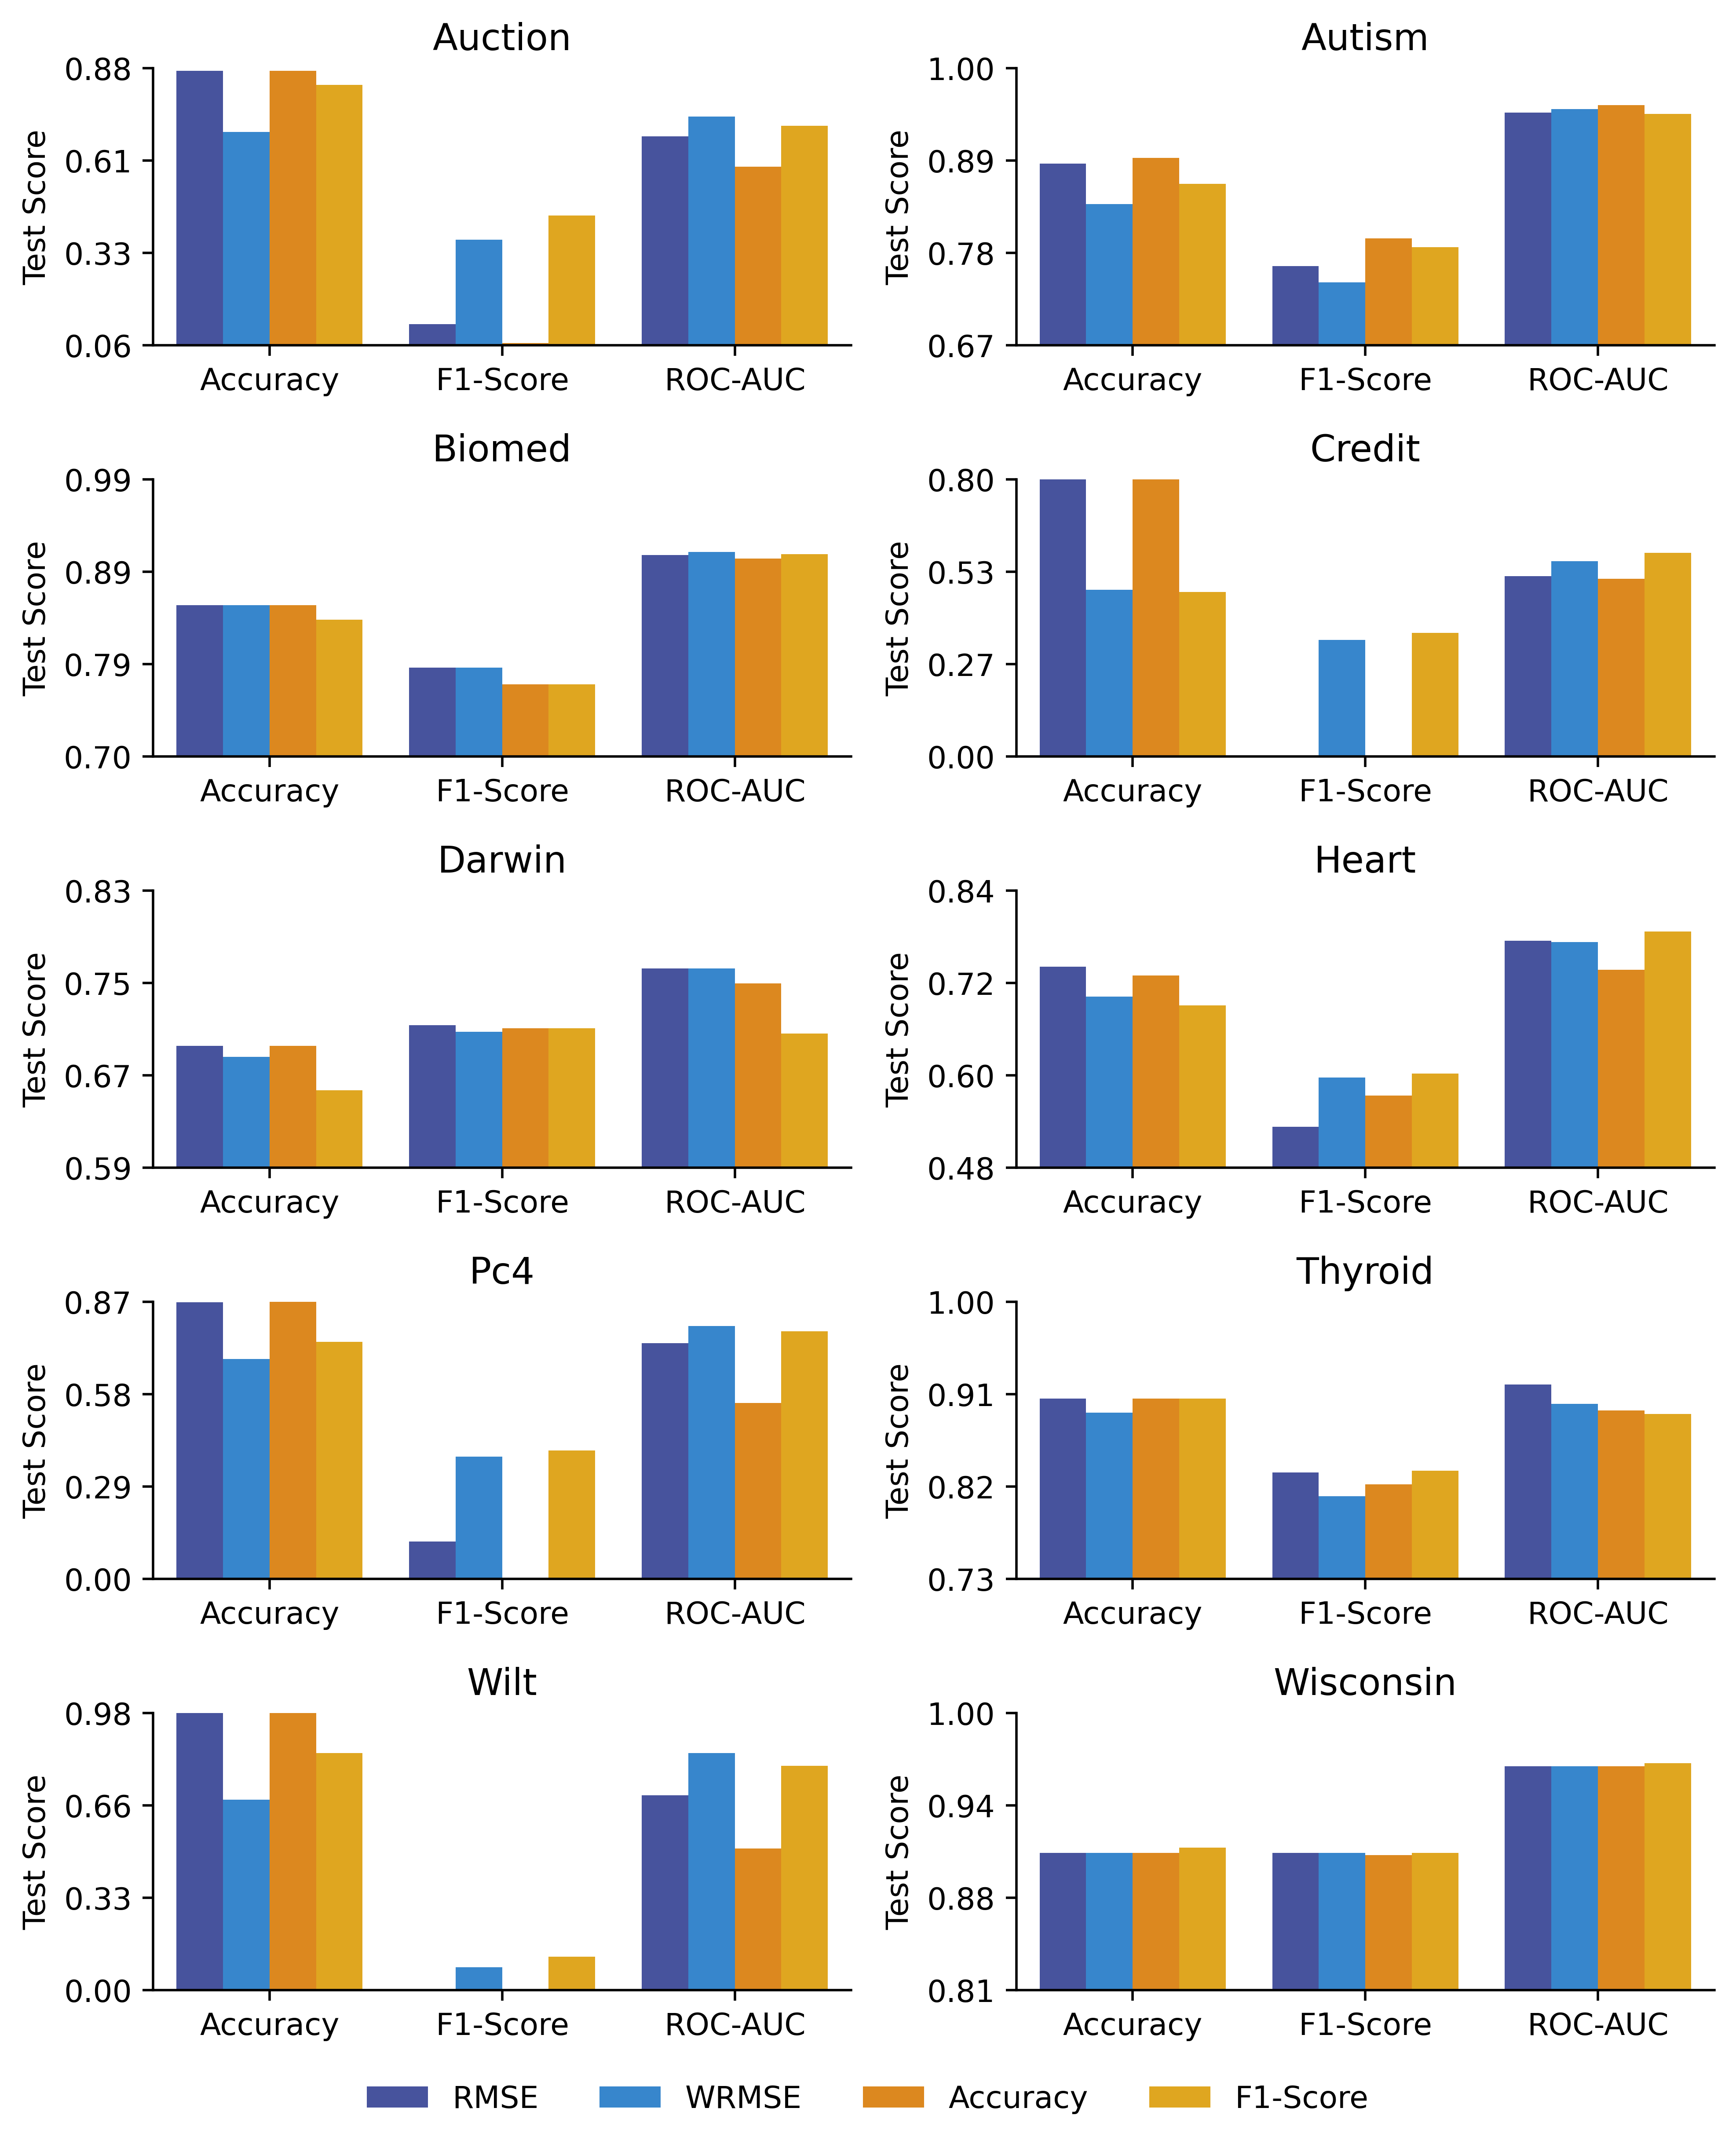 Auction
0.88
0.61
0.33
0.06
Test Score
Accuracy F1-Score ROC-AUC
Autism
1.00
0.89
0.78
0.67
Test Score
Accuracy F1-Score ROC-AUC
Biomed
0.99
0.89
0.79
0.70
Test Score
Accuracy F1-Score ROC-AUC
Credit
0.80
0.53
0.27
0.00
Test Score
Accuracy F1-Score ROC-AUC
Darwin
0.83
0.75
0.67
0.59
Test Score
Accuracy F1-Score ROC-AUC
Heart
0.84
0.72
0.60
0.48
Test Score
Accuracy F1-Score ROC-AUC
Pc4
0.87
0.58
0.29
0.00
Test Score
Accuracy F1-Score ROC-AUC
Thyroid
1.00
0.91
0.82
0.73
Test Score
Accuracy F1-Score ROC-AUC
Wilt
0.98
0.66
0.33
0.00
Test Score
Accuracy F1-Score ROC-AUC
Wisconsin
1.00
0.94
0.88
0.81
Test Score
Accuracy F1-Score ROC-AUC
RMSE WRMSE Accuracy F1-Score